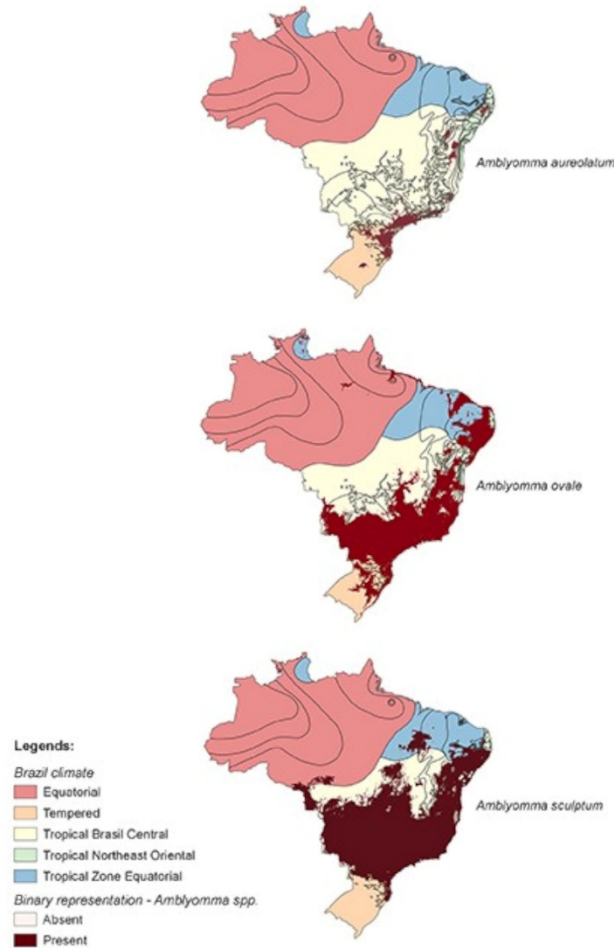 Amblyomma aureolatum
Amblyomma ovale
Amblyomma sculptum
Legends:
Brazil climate
Equatorial
Tempered
Tropical Brasil Central
Tropical Northeast Oriental
Tropical Zone Equatorial
Binary representation - Amblyomma spp.
Absent
Present